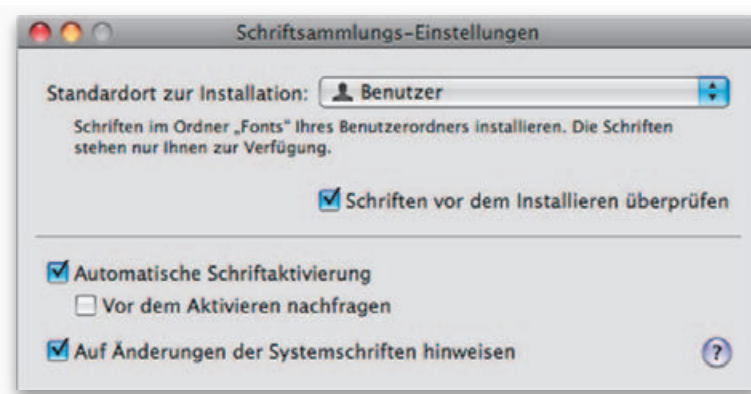 Schriftsammlungs-Einstellungen
Standardort zur Installation: Benutzer
Schriften im Ordner „Fonts“ Ihres Benutzerordners installieren. Die Schriften
stehen nur Ihnen zur Verfügung.
Schriften vor dem Installieren überprüfen
Automatische Schriftaktivierung
Vor dem Aktivieren nachfragen
Auf Änderungen der Systemschriften hinweisen ?